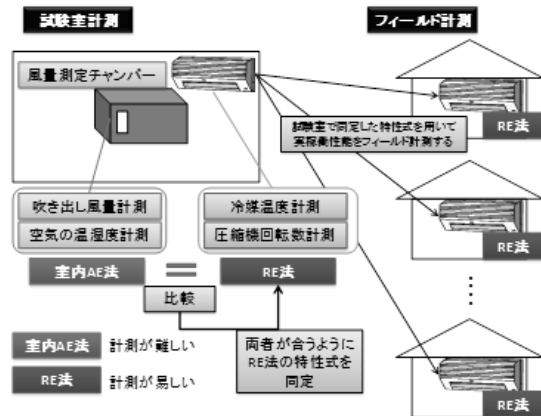 試験室計測
フィールド計測
風量測定チャンバー
RE法
試験室で同定した特性式を用いて
実稼働性能をフィールド計測する
吹き出し風量計測
空気の温湿度計測
冷媒温度計測
圧縮機回転数計測
RE法
室内AE法
=
RE法
比較
室内AE法
計測が難しい
RE法
計測が易しい
両者が合うように
RE法の特性式を
同定
⋮
RE法